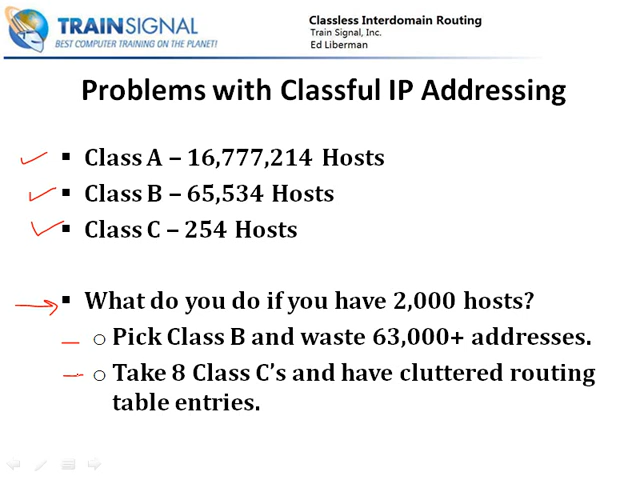 TRAINSIGNAL
BEST COMPUTER TRAINING ON THE PLANET!
Classless Interdomain Routing
Train Signal, Inc.
Ed Liberman
Problems with Classful IP Addressing
▪ Class A – 16,777,214 Hosts
▪ Class B – 65,534 Hosts
▪ Class C – 254 Hosts
▪ What do you do if you have 2,000 hosts?
o Pick Class B and waste 63,000+ addresses.
o Take 8 Class C’s and have cluttered routing
table entries.